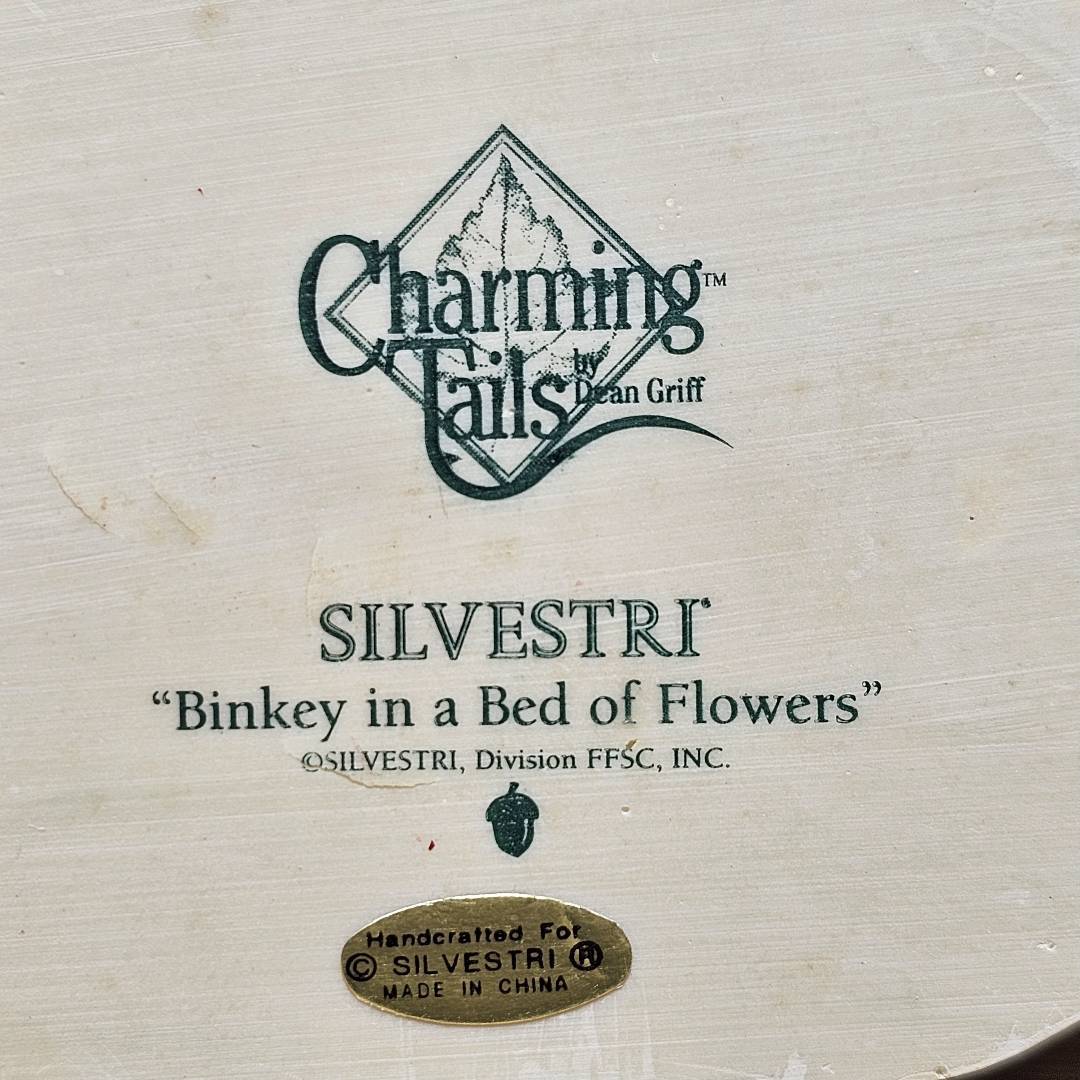 Charming™
Tails
by
Dean Griff
SILVESTRI®
“Binkey in a Bed of Flowers”
©SILVESTRI, Division FFSC, INC.
Handcrafted For
© SILVESTRI ®
MADE IN CHINA